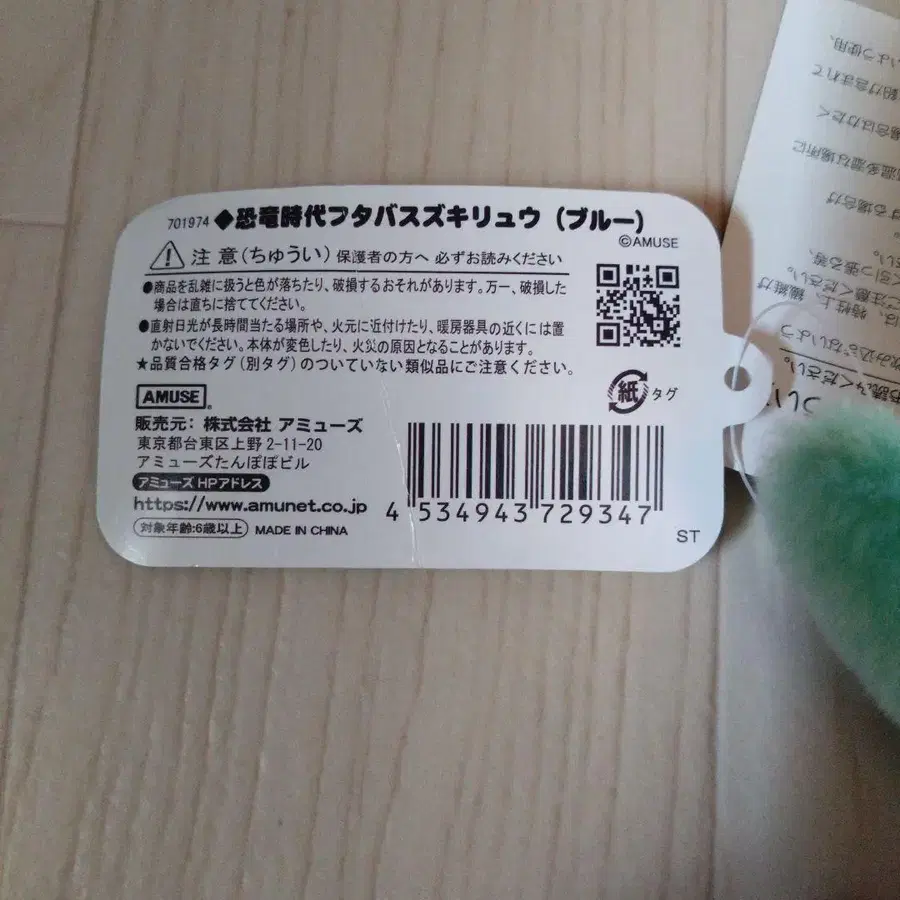 701974 ◆恐竜時代フタバスズキリュウ（ブルー）
©AMUSE
注意（ちゅうい）保護者の方へ 必ずお読みください
●商品を乱雑に扱うと色が落ちたり、破損するおそれがあります。万一、破損した
場合は直ちに捨ててください。
●直射日光が長時間当たる場所や、火元に近付けたり、暖房器具の近くには置
かないでください。本体が変色したり、火災の原因となることがあります。
★品質合格タグ（別タグ）のついていない類似品にご注意ください。
紙 タグ
AMUSE
販売元：株式会社 アミューズ
東京都台東区上野 2-11-20
アミューズたんぽぽビル
アミューズ HPアドレス
https://www.amunet.co.jp
対象年齢:6歳以上 MADE IN CHINA
4 534943 729347
ST